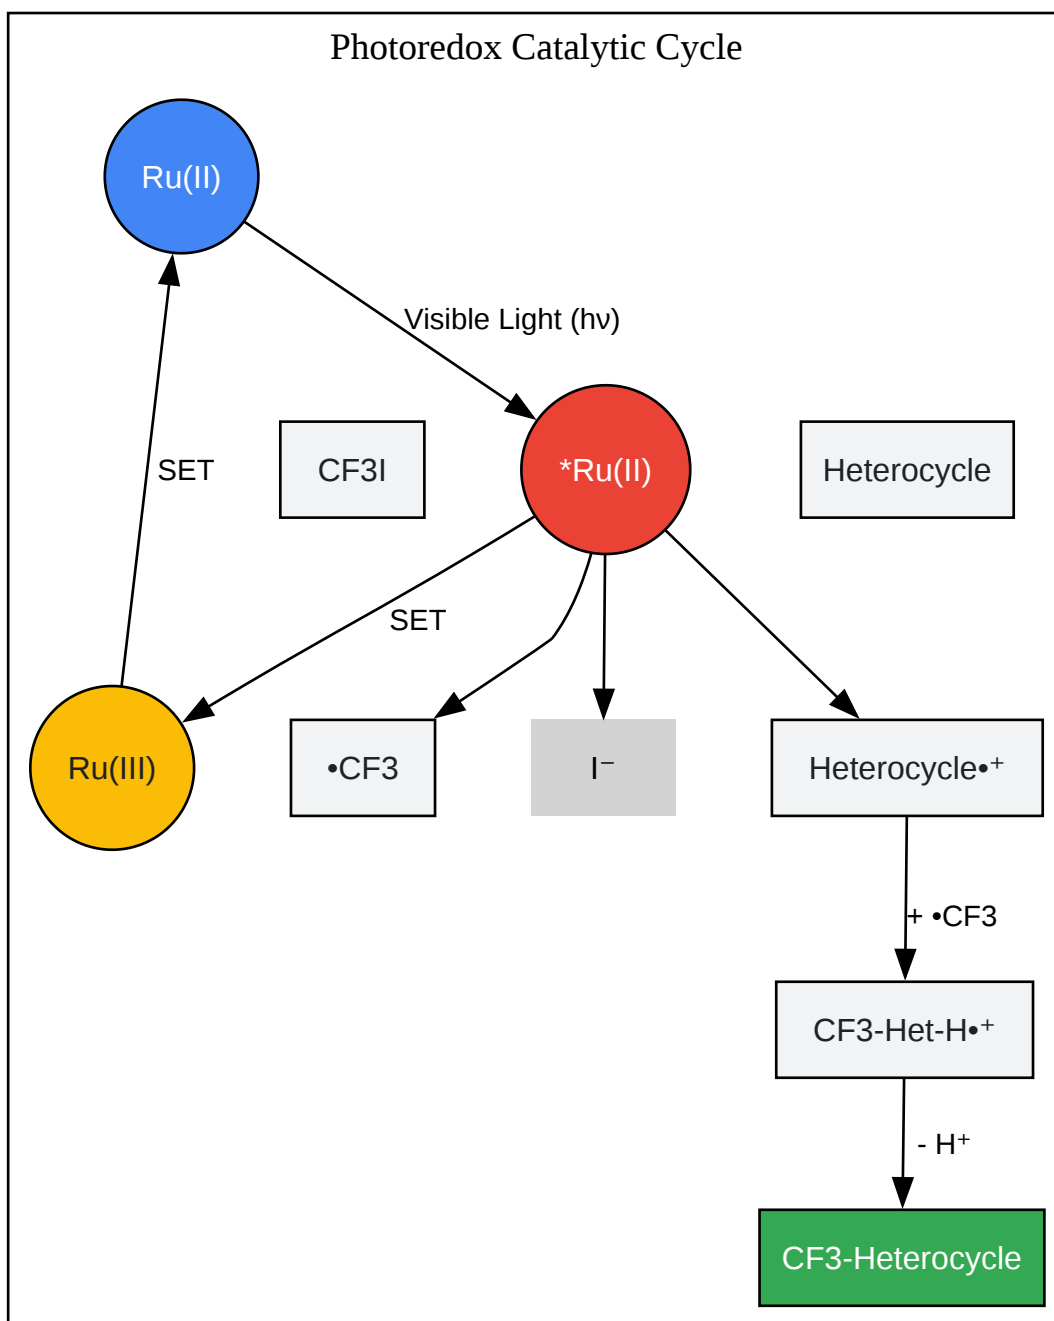 Photoredox Catalytic Cycle
Ru(II)
Visible Light (hν)
SET
CF3I
*Ru(II)
Heterocycle
SET
Ru(III)
•CF3
I⁻
Heterocycle•⁺
+ •CF3
CF3-Het-H•⁺
- H⁺
CF3-Heterocycle